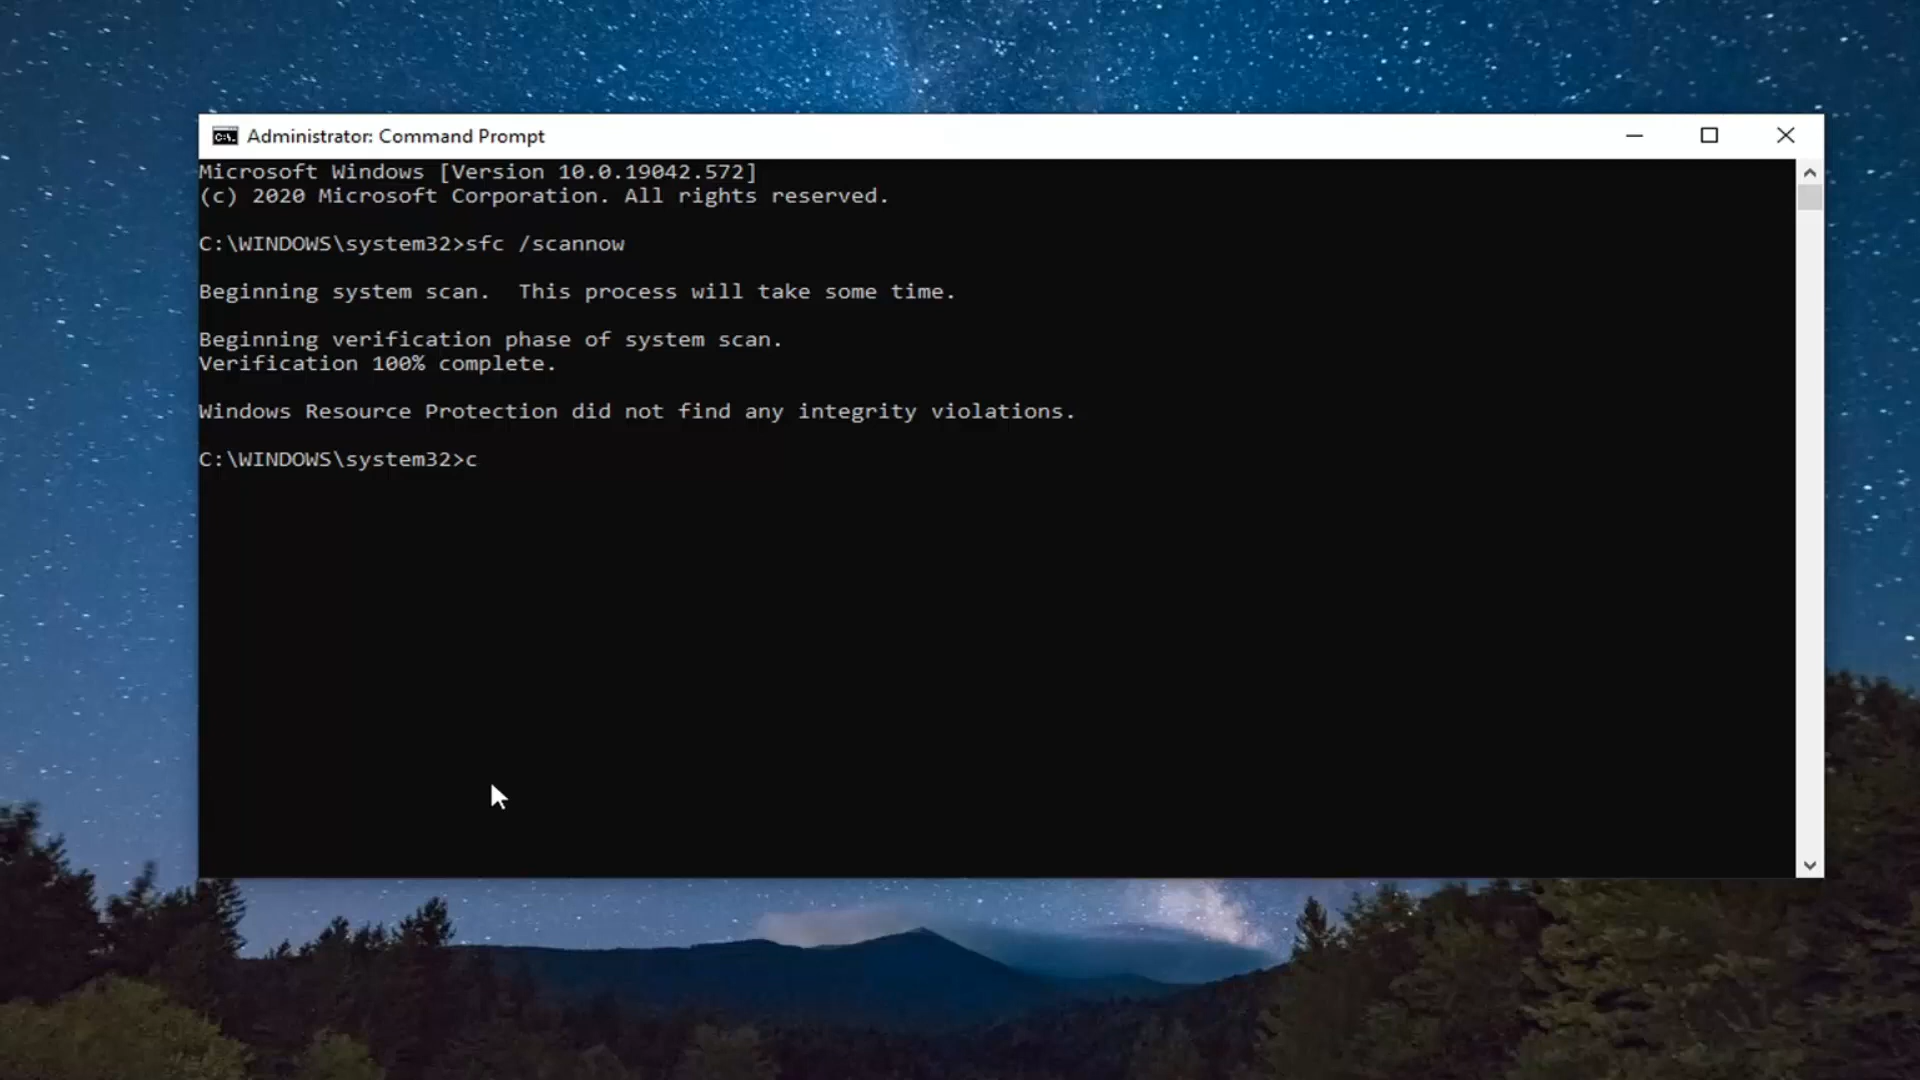 Administrator: Command Prompt
Microsoft Windows [Version 10.0.19042.572]
(c) 2020 Microsoft Corporation. All rights reserved.
C:\WINDOWS\system32>sfc /scannow
Beginning system scan.  This process will take some time.
Beginning verification phase of system scan.
Verification 100% complete.
Windows Resource Protection did not find any integrity violations.
C:\WINDOWS\system32>c